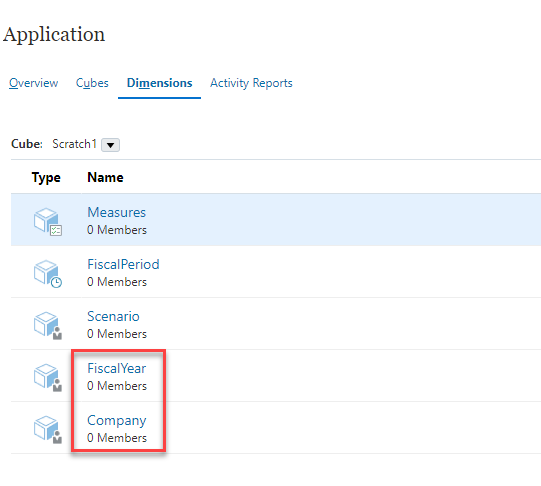 Application
Overview Cubes Dimensions Activity Reports
Cube: Scratch1
Type Name
Measures
0 Members
FiscalPeriod
0 Members
Scenario
0 Members
FiscalYear
0 Members
Company
0 Members